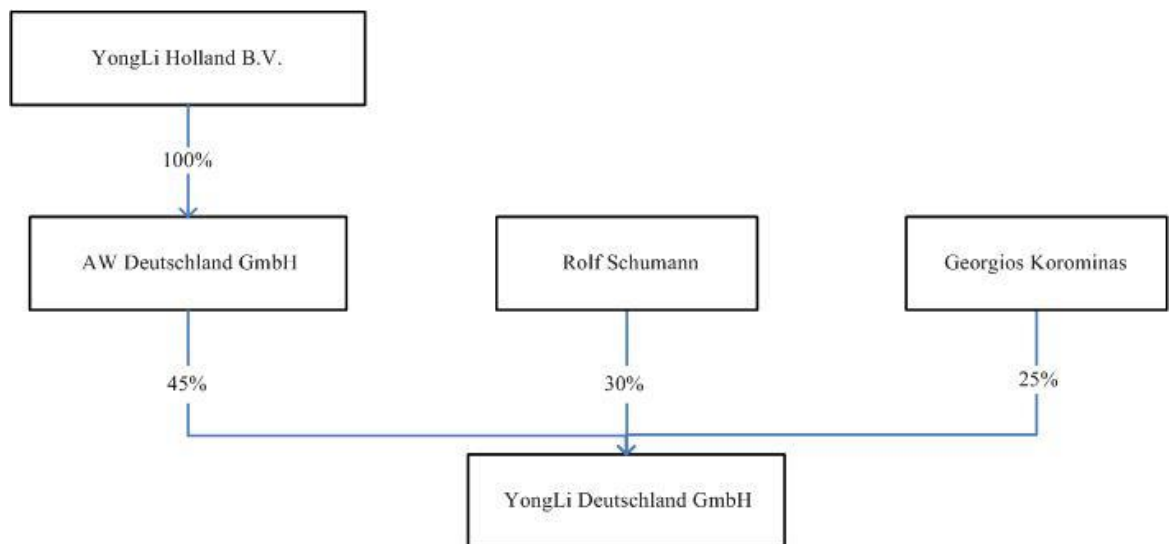 YongLi Holland B.V.
100%
AW Deutschland GmbH
Rolf Schumann
Georgios Korominas
45%
30%
25%
YongLi Deutschland GmbH